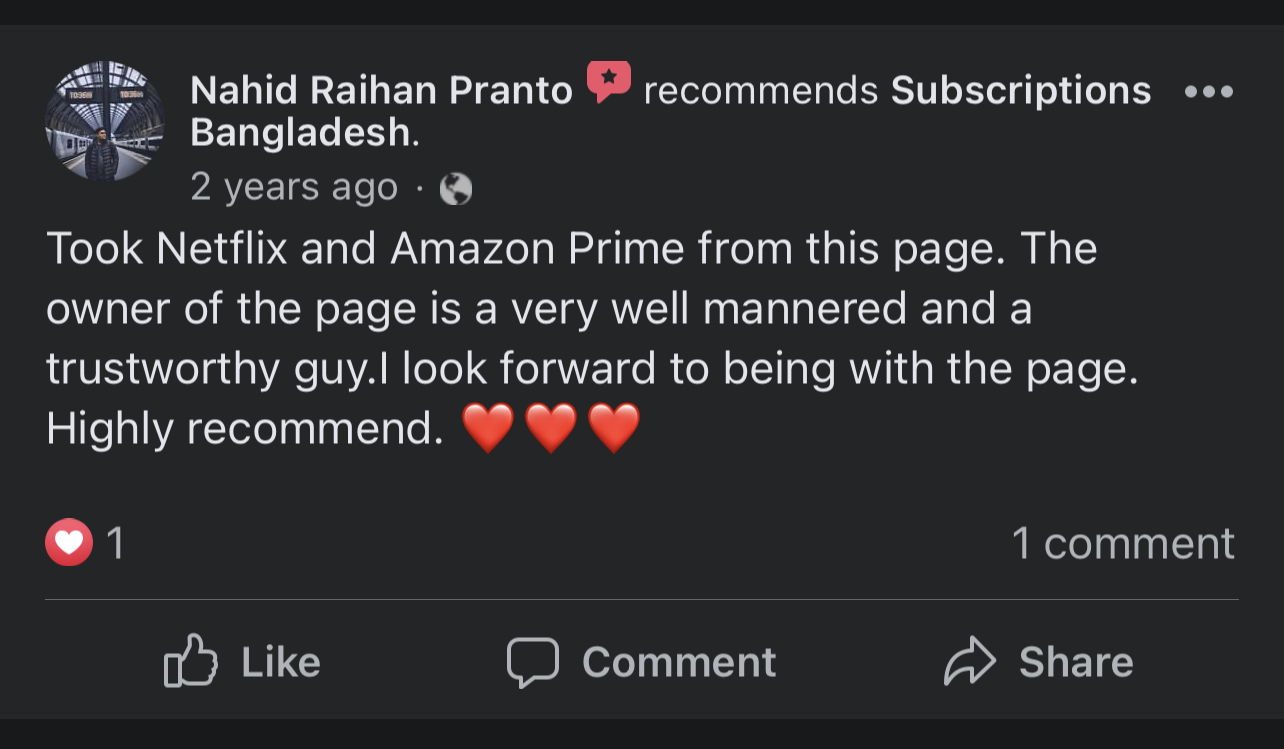 Nahid Raihan Pranto recommends Subscriptions
Bangladesh.
2 years ago ·
Took Netflix and Amazon Prime from this page. The
owner of the page is a very well mannered and a
trustworthy guy.I look forward to being with the page.
Highly recommend. ❤️❤️❤️
1
1 comment
Like
Comment
Share